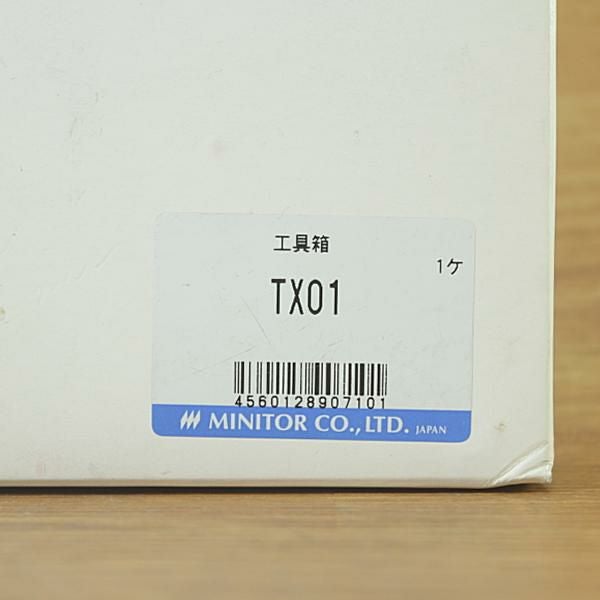 工具箱
1ケ
TX01
4560128907101
MINITOR CO.,LTD. JAPAN